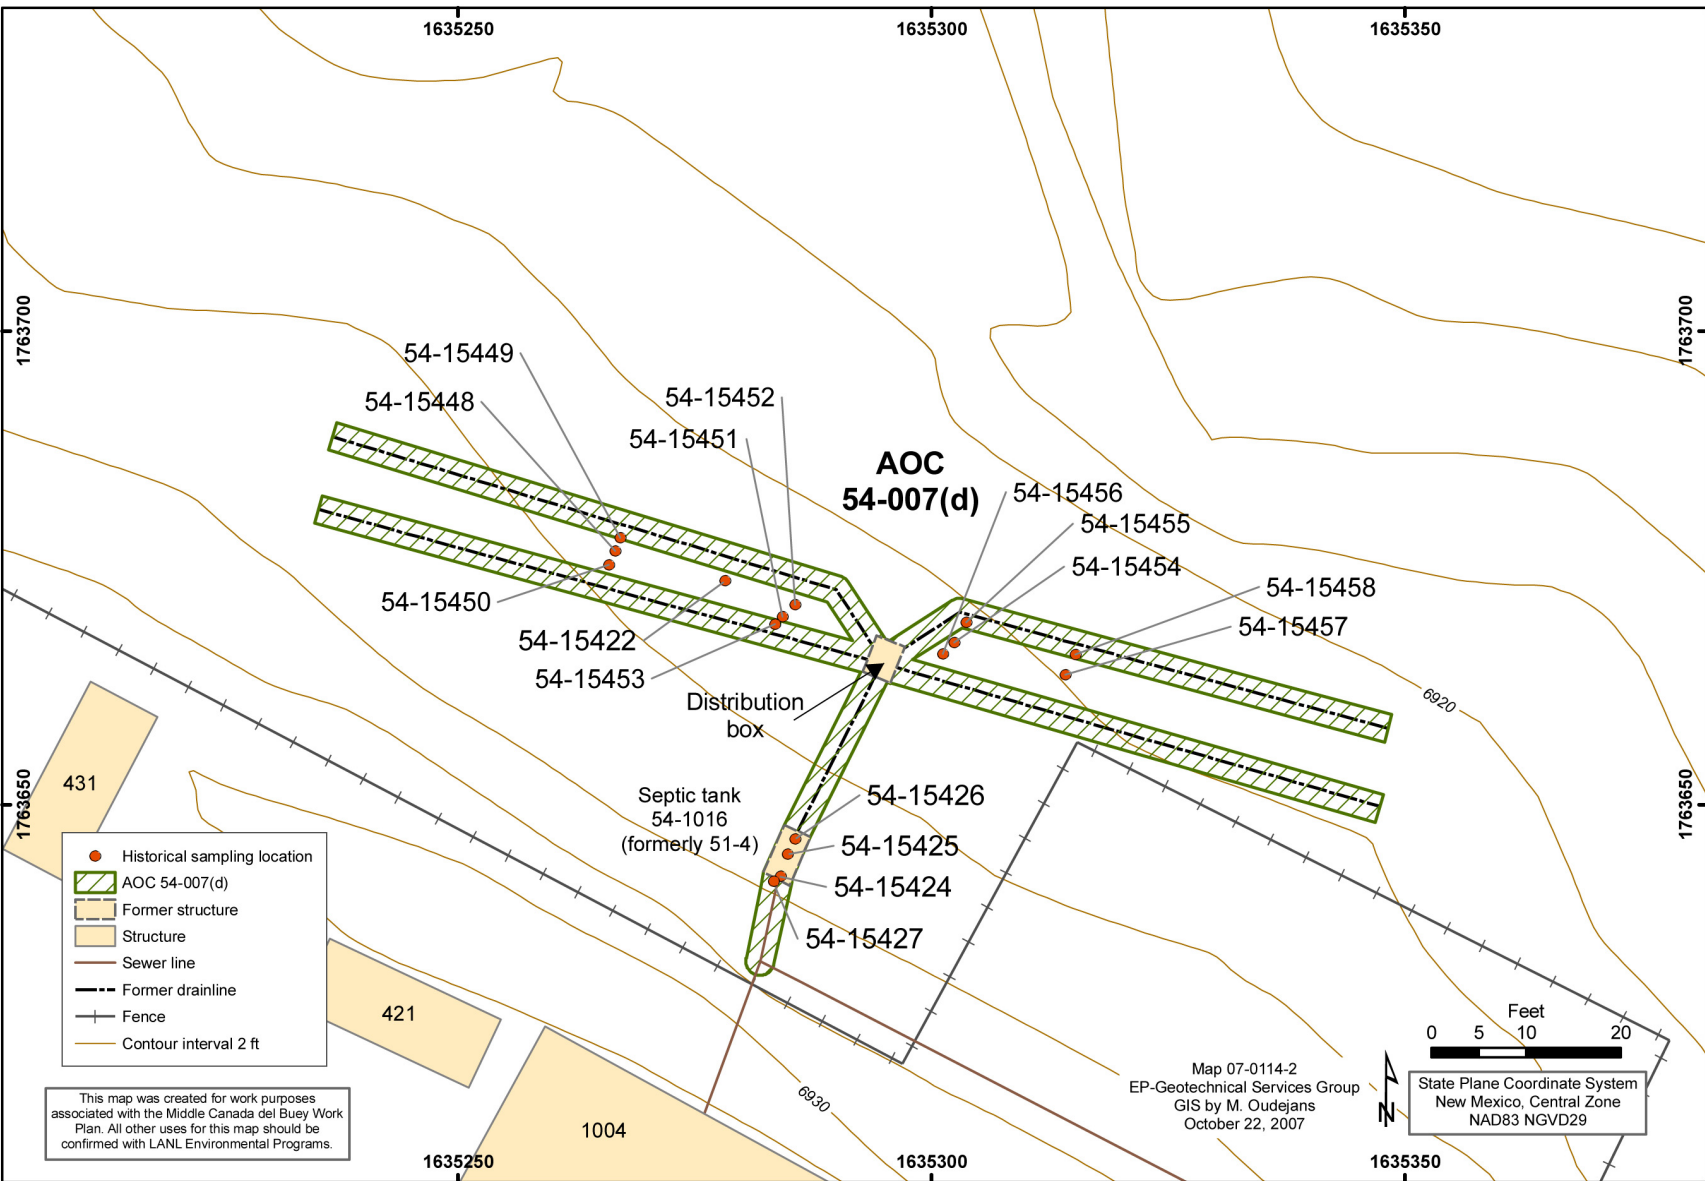 1635250
1635300
1635350
1763700
1763700
54-15449
54-15448
54-15452
54-15451
AOC
54-007(d)
54-15456
54-15455
54-15454
54-15458
54-15457
54-15450
54-15422
54-15453
Distribution
box
6920
431
1763650
1763650
Septic tank
54-1016
(formerly 51-4)
54-15426
54-15425
54-15424
54-15427
Historical sampling location
AOC 54-007(d)
Former structure
Structure
Sewer line
Former drainline
Fence
Contour interval 2 ft
421
1004
6930
Feet
0 5 10 20
Map 07-0114-2
EP-Geotechnical Services Group
GIS by M. Oudejans
October 22, 2007
N
State Plane Coordinate System
New Mexico, Central Zone
NAD83 NGVD29
This map was created for work purposes
associated with the Middle Canada del Buey Work
Plan. All other uses for this map should be
confirmed with LANL Environmental Programs.
1635250
1635300
1635350